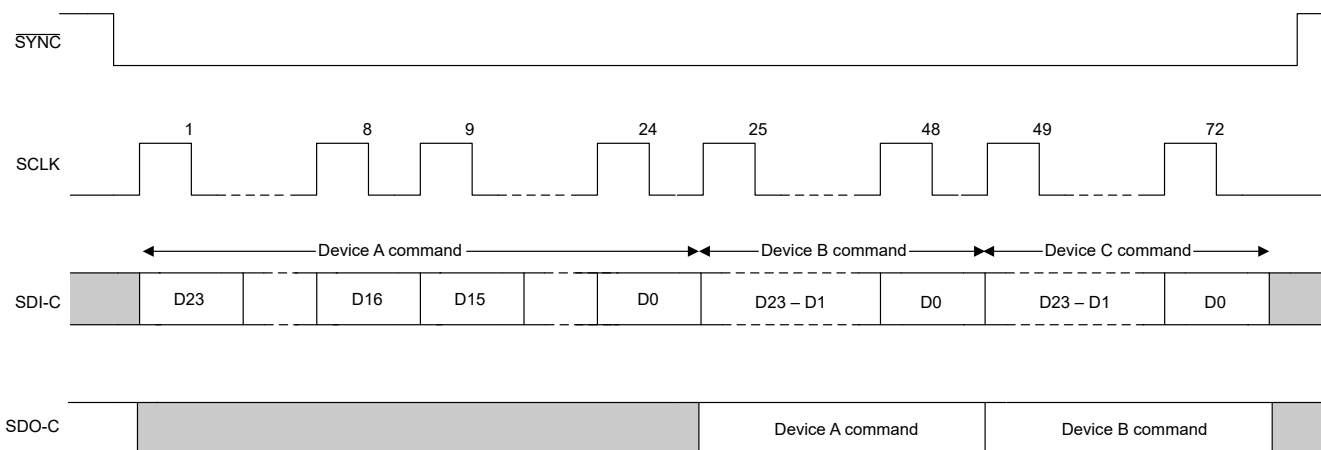 SYNC
1 8 9 24 25 48 49 72
SCLK
Device A command Device B command Device C command
SDI-C D23 D16 D15 D0 D23 – D1 D0 D23 – D1 D0
SDO-C Device A command Device B command